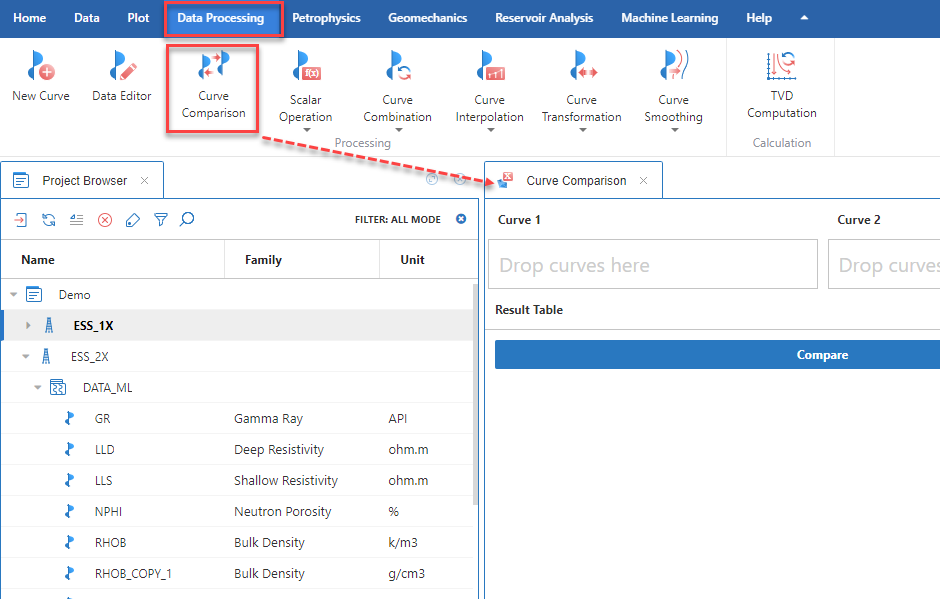 Home Data Plot Data Processing Petrophysics Geomechanics Reservoir Analysis Machine Learning Help
New Curve
Data Editor
Curve
Comparison
Scalar
Operation
Curve
Combination
Curve
Interpolation
Curve
Transformation
Curve
Smoothing
Processing
TVD
Computation
Calculation
Project Browser
Curve Comparison
FILTER: ALL MODE
Name Family Unit
Demo
ESS_1X
ESS_2X
DATA_ML
GR Gamma Ray API
LLD Deep Resistivity ohm.m
LLS Shallow Resistivity ohm.m
NPHI Neutron Porosity %
RHOB Bulk Density k/m3
RHOB_COPY_1 Bulk Density g/cm3
Curve 1 Curve 2
Drop curves here Drop curves
Result Table
Compare